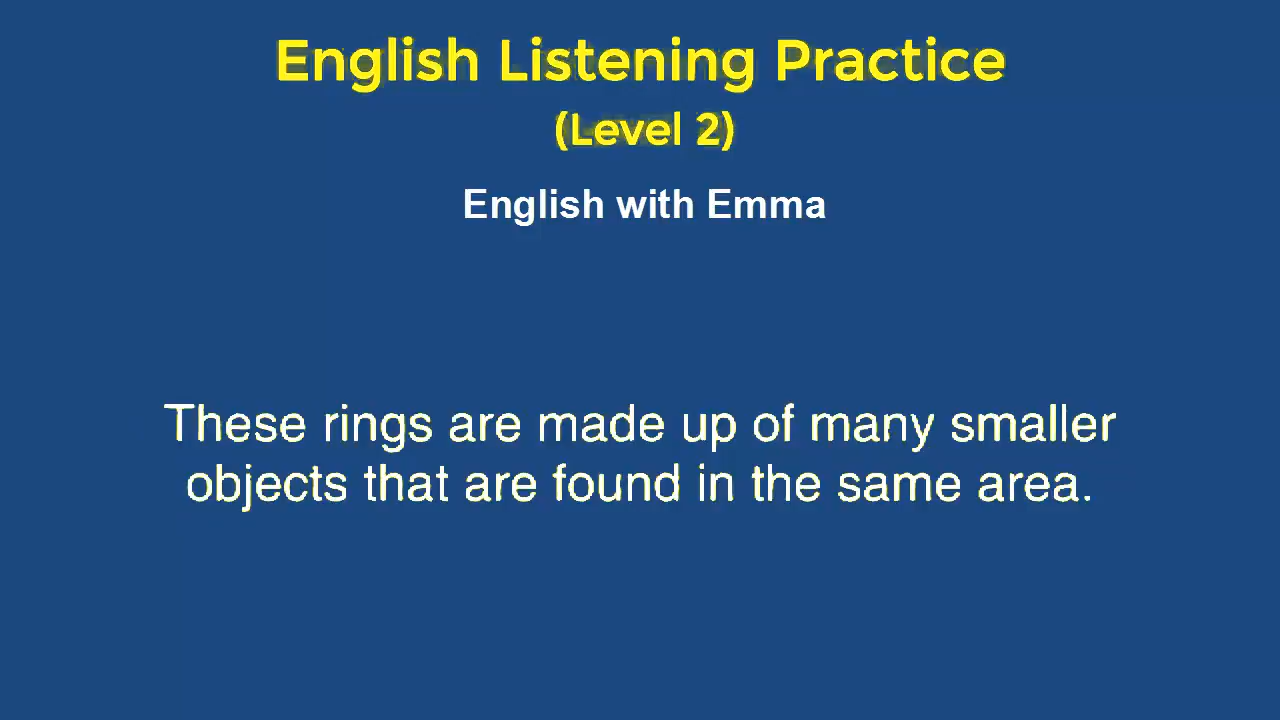 English Listening Practice
(Level 2)
English with Emma
These rings are made up of many smaller
objects that are found in the same area.